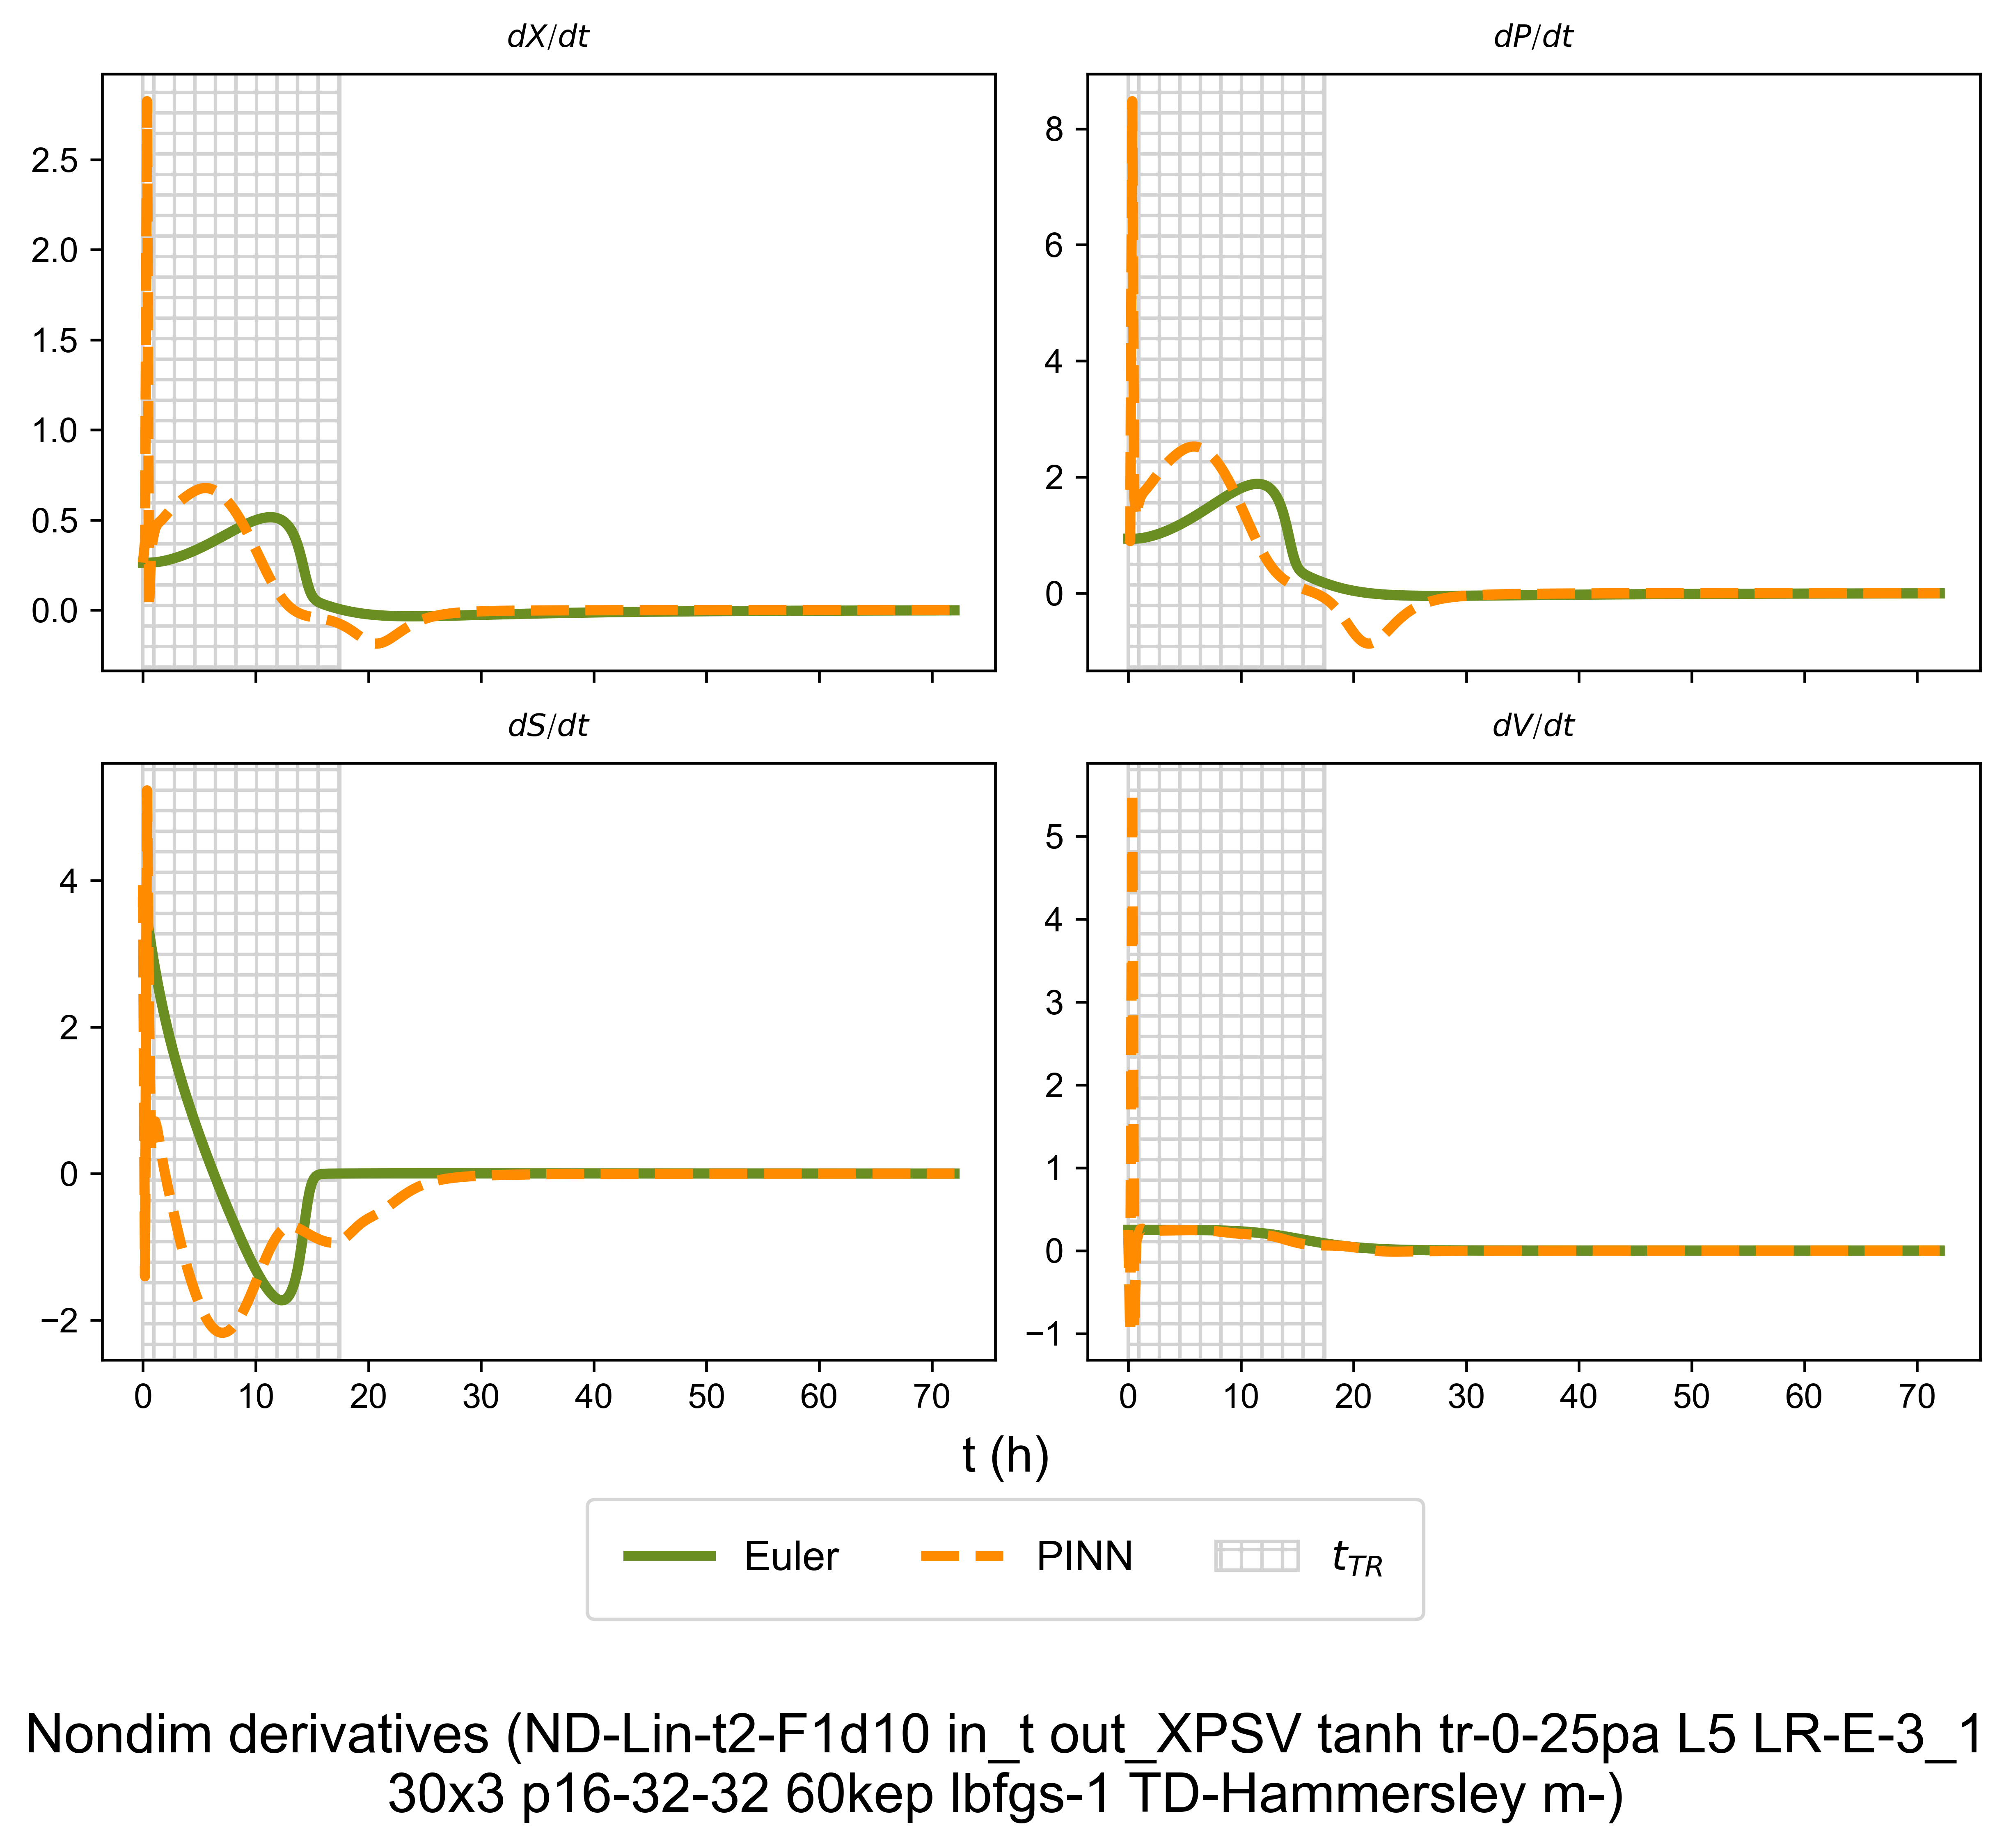 dX/dt
dP/dt
2.5
2.0
1.5
1.0
0.5
0.0
8
6
4
2
0
dS/dt
dV/dt
4
2
0
−2
5
4
3
2
1
0
−1
0 10 20 30 40 50 60 70
0 10 20 30 40 50 60 70
t (h)
Euler PINN t_{TR}
Nondim derivatives (ND-Lin-t2-F1d10 in_t out_XPSV tanh tr-0-25pa L5 LR-E-3_1
30x3 p16-32-32 60kep lbfgs-1 TD-Hammersley m-)